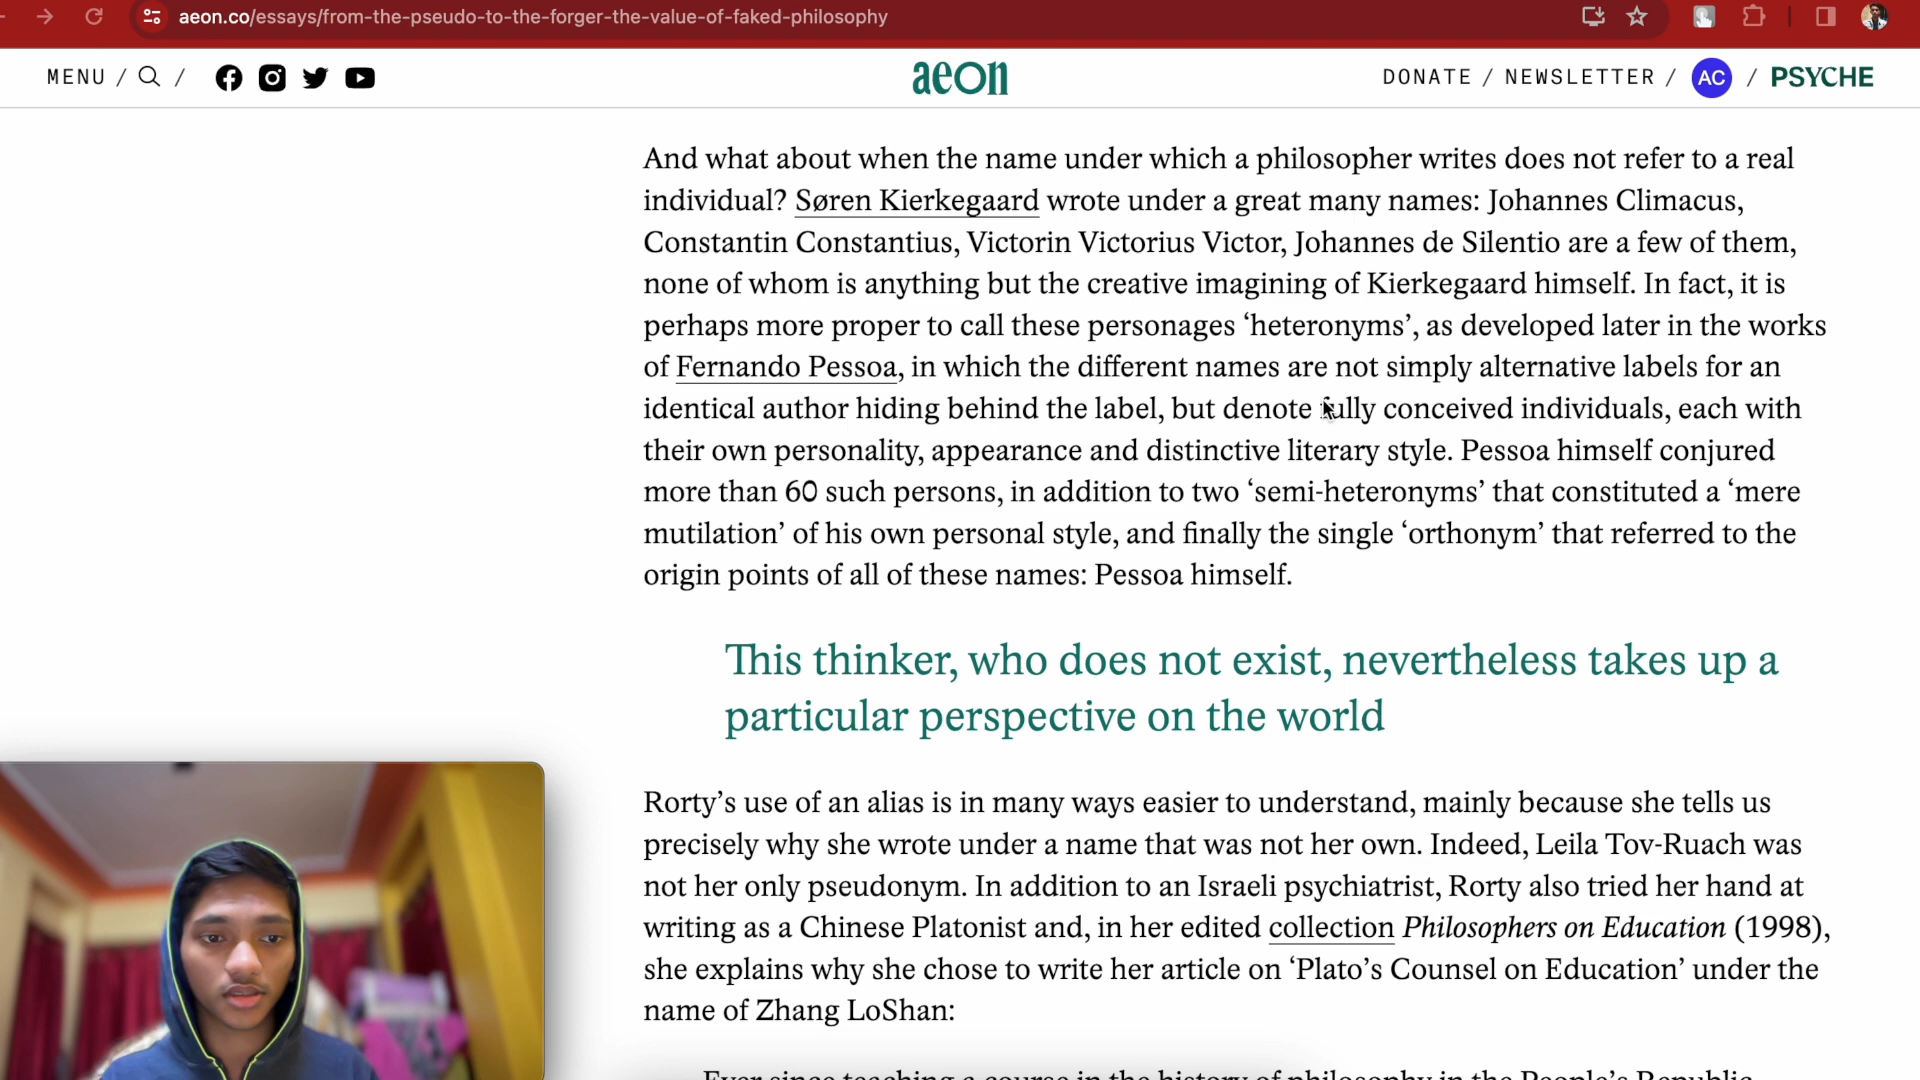 aeon.co/essays/from-the-pseudo-to-the-forger-the-value-of-faked-philosophy
MENU / /
aeon
DONATE / NEWSLETTER / AC / PSYCHE
And what about when the name under which a philosopher writes does not refer to a real
individual? Søren Kierkegaard wrote under a great many names: Johannes Climacus,
Constantin Constantius, Victorin Victorius Victor, Johannes de Silentio are a few of them,
none of whom is anything but the creative imagining of Kierkegaard himself. In fact, it is
perhaps more proper to call these personages ‘heteronyms’, as developed later in the works
of Fernando Pessoa, in which the different names are not simply alternative labels for an
identical author hiding behind the label, but denote fully conceived individuals, each with
their own personality, appearance and distinctive literary style. Pessoa himself conjured
more than 60 such persons, in addition to two ‘semi-heteronyms’ that constituted a ‘mere
mutilation’ of his own personal style, and finally the single ‘orthonym’ that referred to the
origin points of all of these names: Pessoa himself.
This thinker, who does not exist, nevertheless takes up a
particular perspective on the world
Rorty’s use of an alias is in many ways easier to understand, mainly because she tells us
precisely why she wrote under a name that was not her own. Indeed, Leila Tov-Ruach was
not her only pseudonym. In addition to an Israeli psychiatrist, Rorty also tried her hand at
writing as a Chinese Platonist and, in her edited collection Philosophers on Education (1998),
she explains why she chose to write her article on ‘Plato’s Counsel on Education’ under the
name of Zhang LoShan:
Ever since teaching a course in the history of philosophy in the People’s Republic